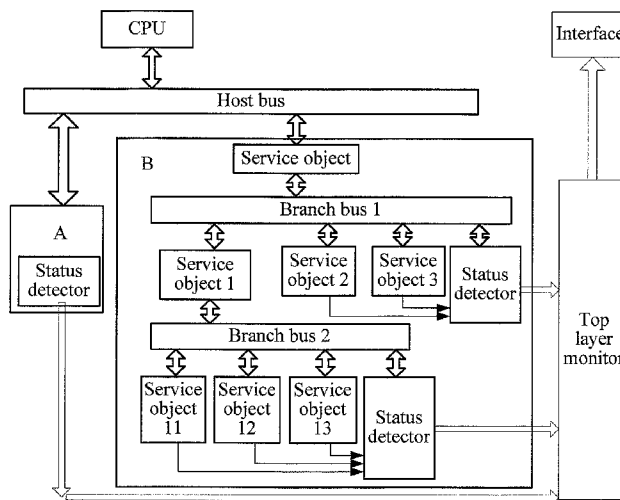 CPU
Interface
Host bus
B
Service object
Branch bus 1
A
Status
detector
Service
object 1
Service
object 2
Service
object 3
Status
detector
Top
layer
monitor
Branch bus 2
Service
object
11
Service
object
12
Service
object
13
Status
detector